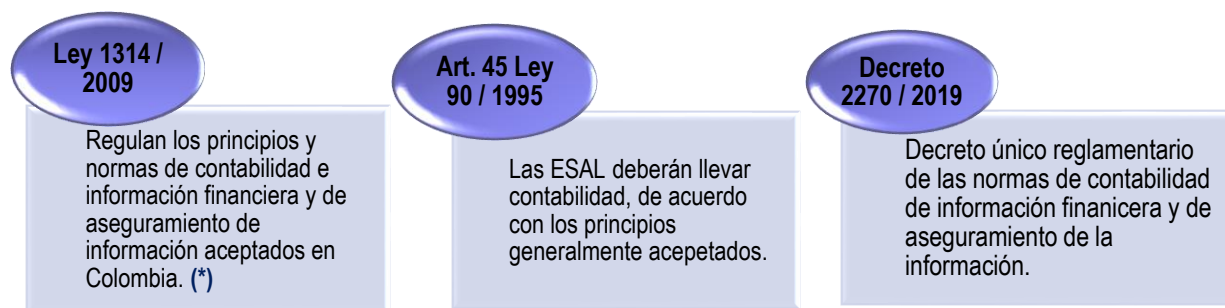 Ley 1314 /
2009
Regulan los principios y
normas de contabilidad e
información financiera y de
aseguramiento de
información aceptados en
Colombia. (*)
Art. 45 Ley
90 / 1995
Las ESAL deberán llevar
contabilidad, de acuerdo
con los principios
generalmente acepetados.
Decreto
2270 / 2019
Decreto único reglamentario
de las normas de contabilidad
de información finanicera y de
aseguramiento de la
información.